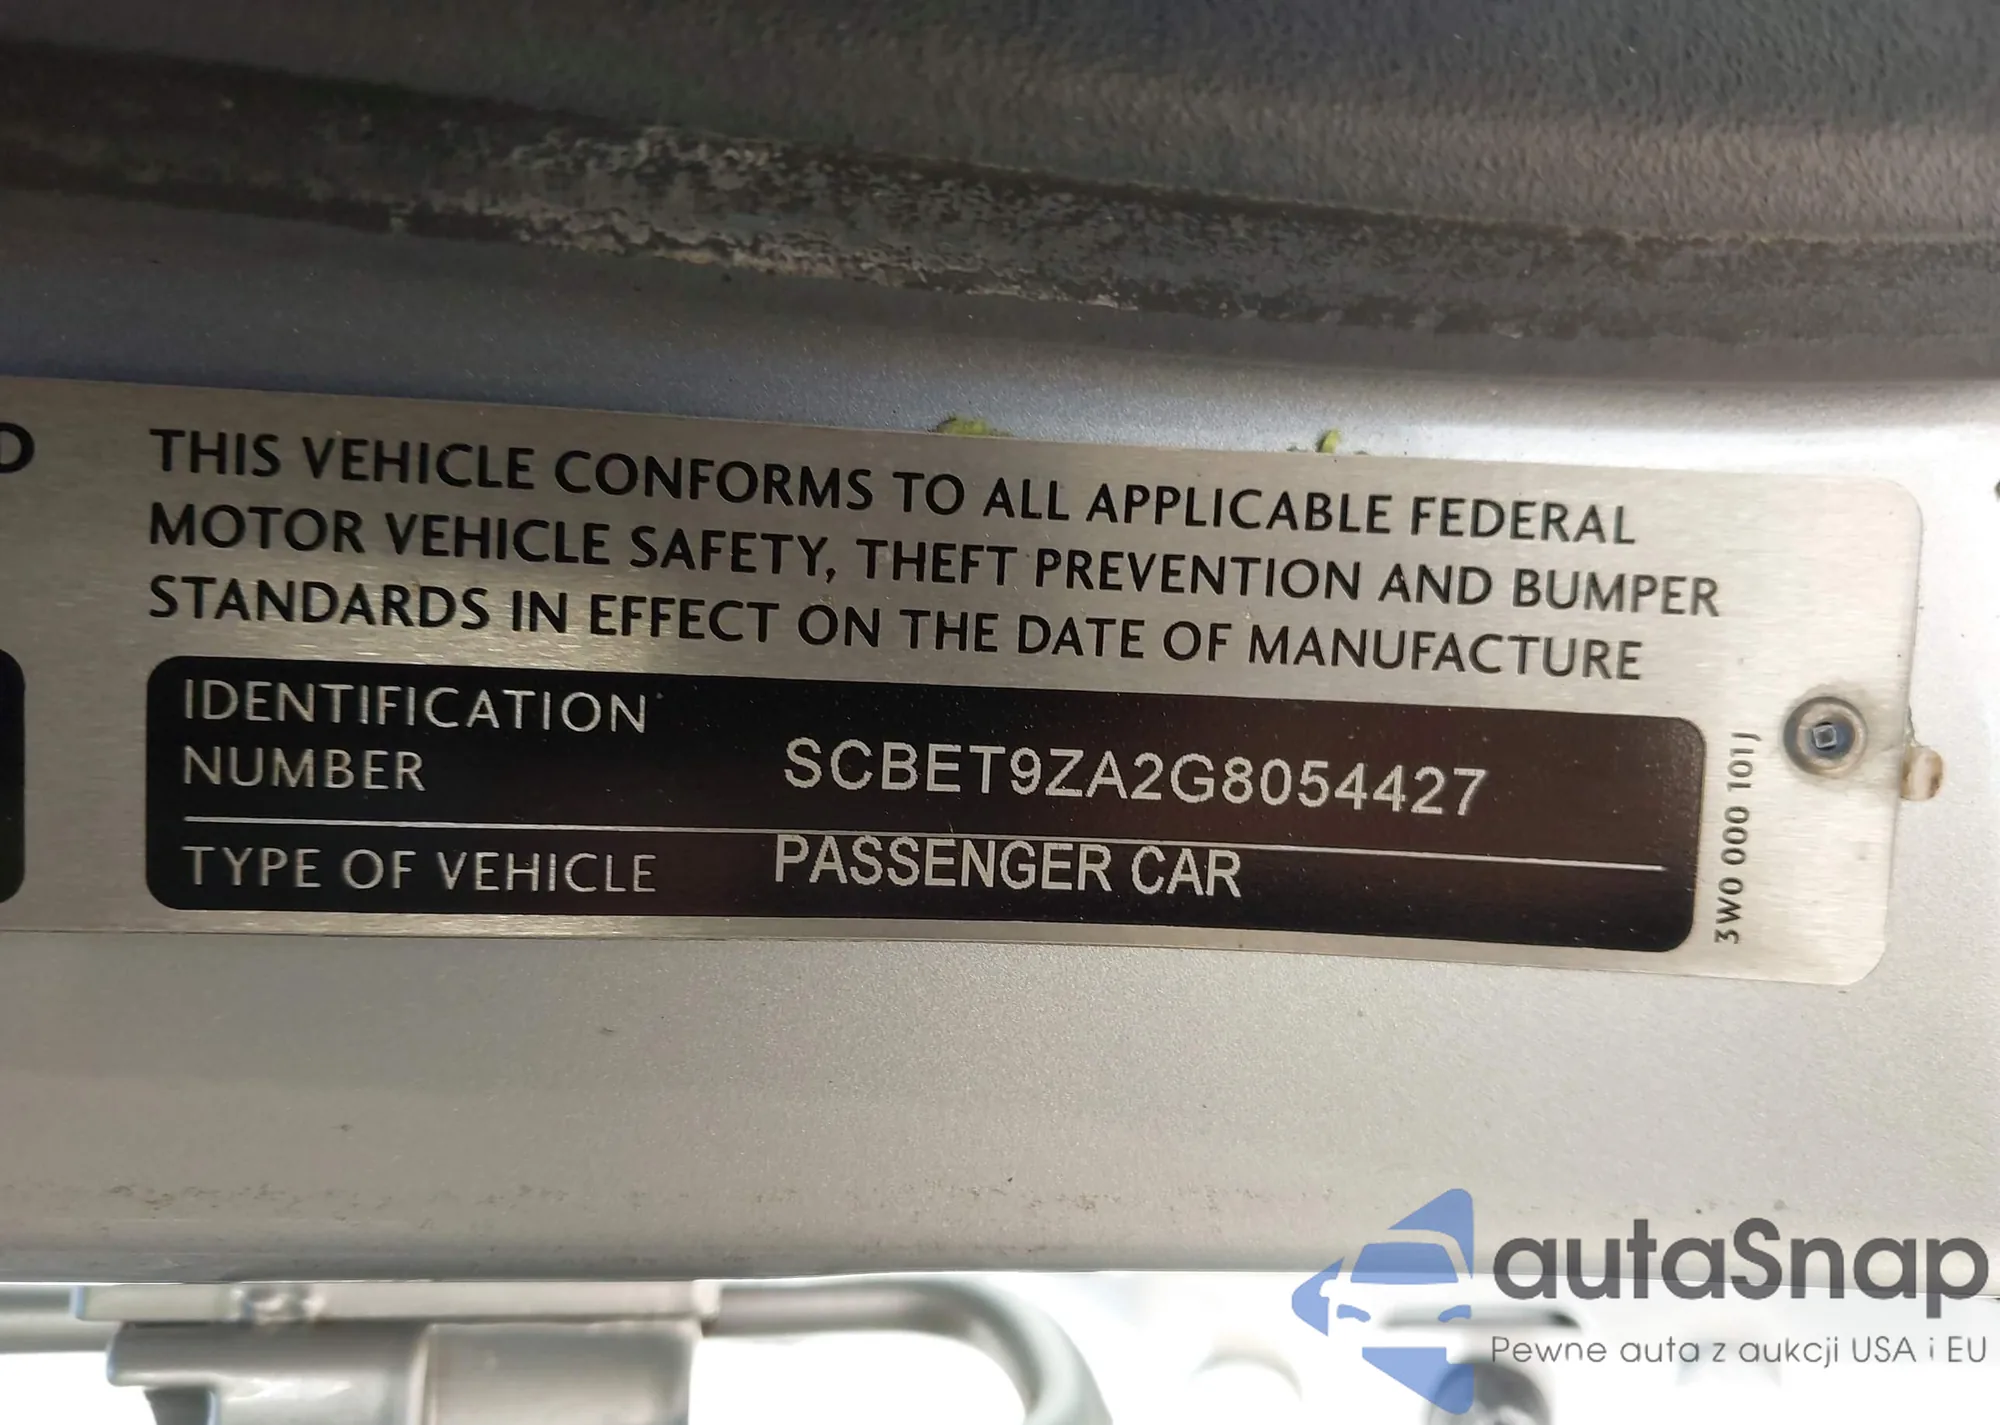 D
THIS VEHICLE CONFORMS TO ALL APPLICABLE FEDERAL
MOTOR VEHICLE SAFETY, THEFT PREVENTION AND BUMPER
STANDARDS IN EFFECT ON THE DATE OF MANUFACTURE
IDENTIFICATION
NUMBER SCBET9ZA2G8054427
TYPE OF VEHICLE PASSENGER CAR
3W0 000 101J
autaSnap
Pewne auta z aukcji USA i EU